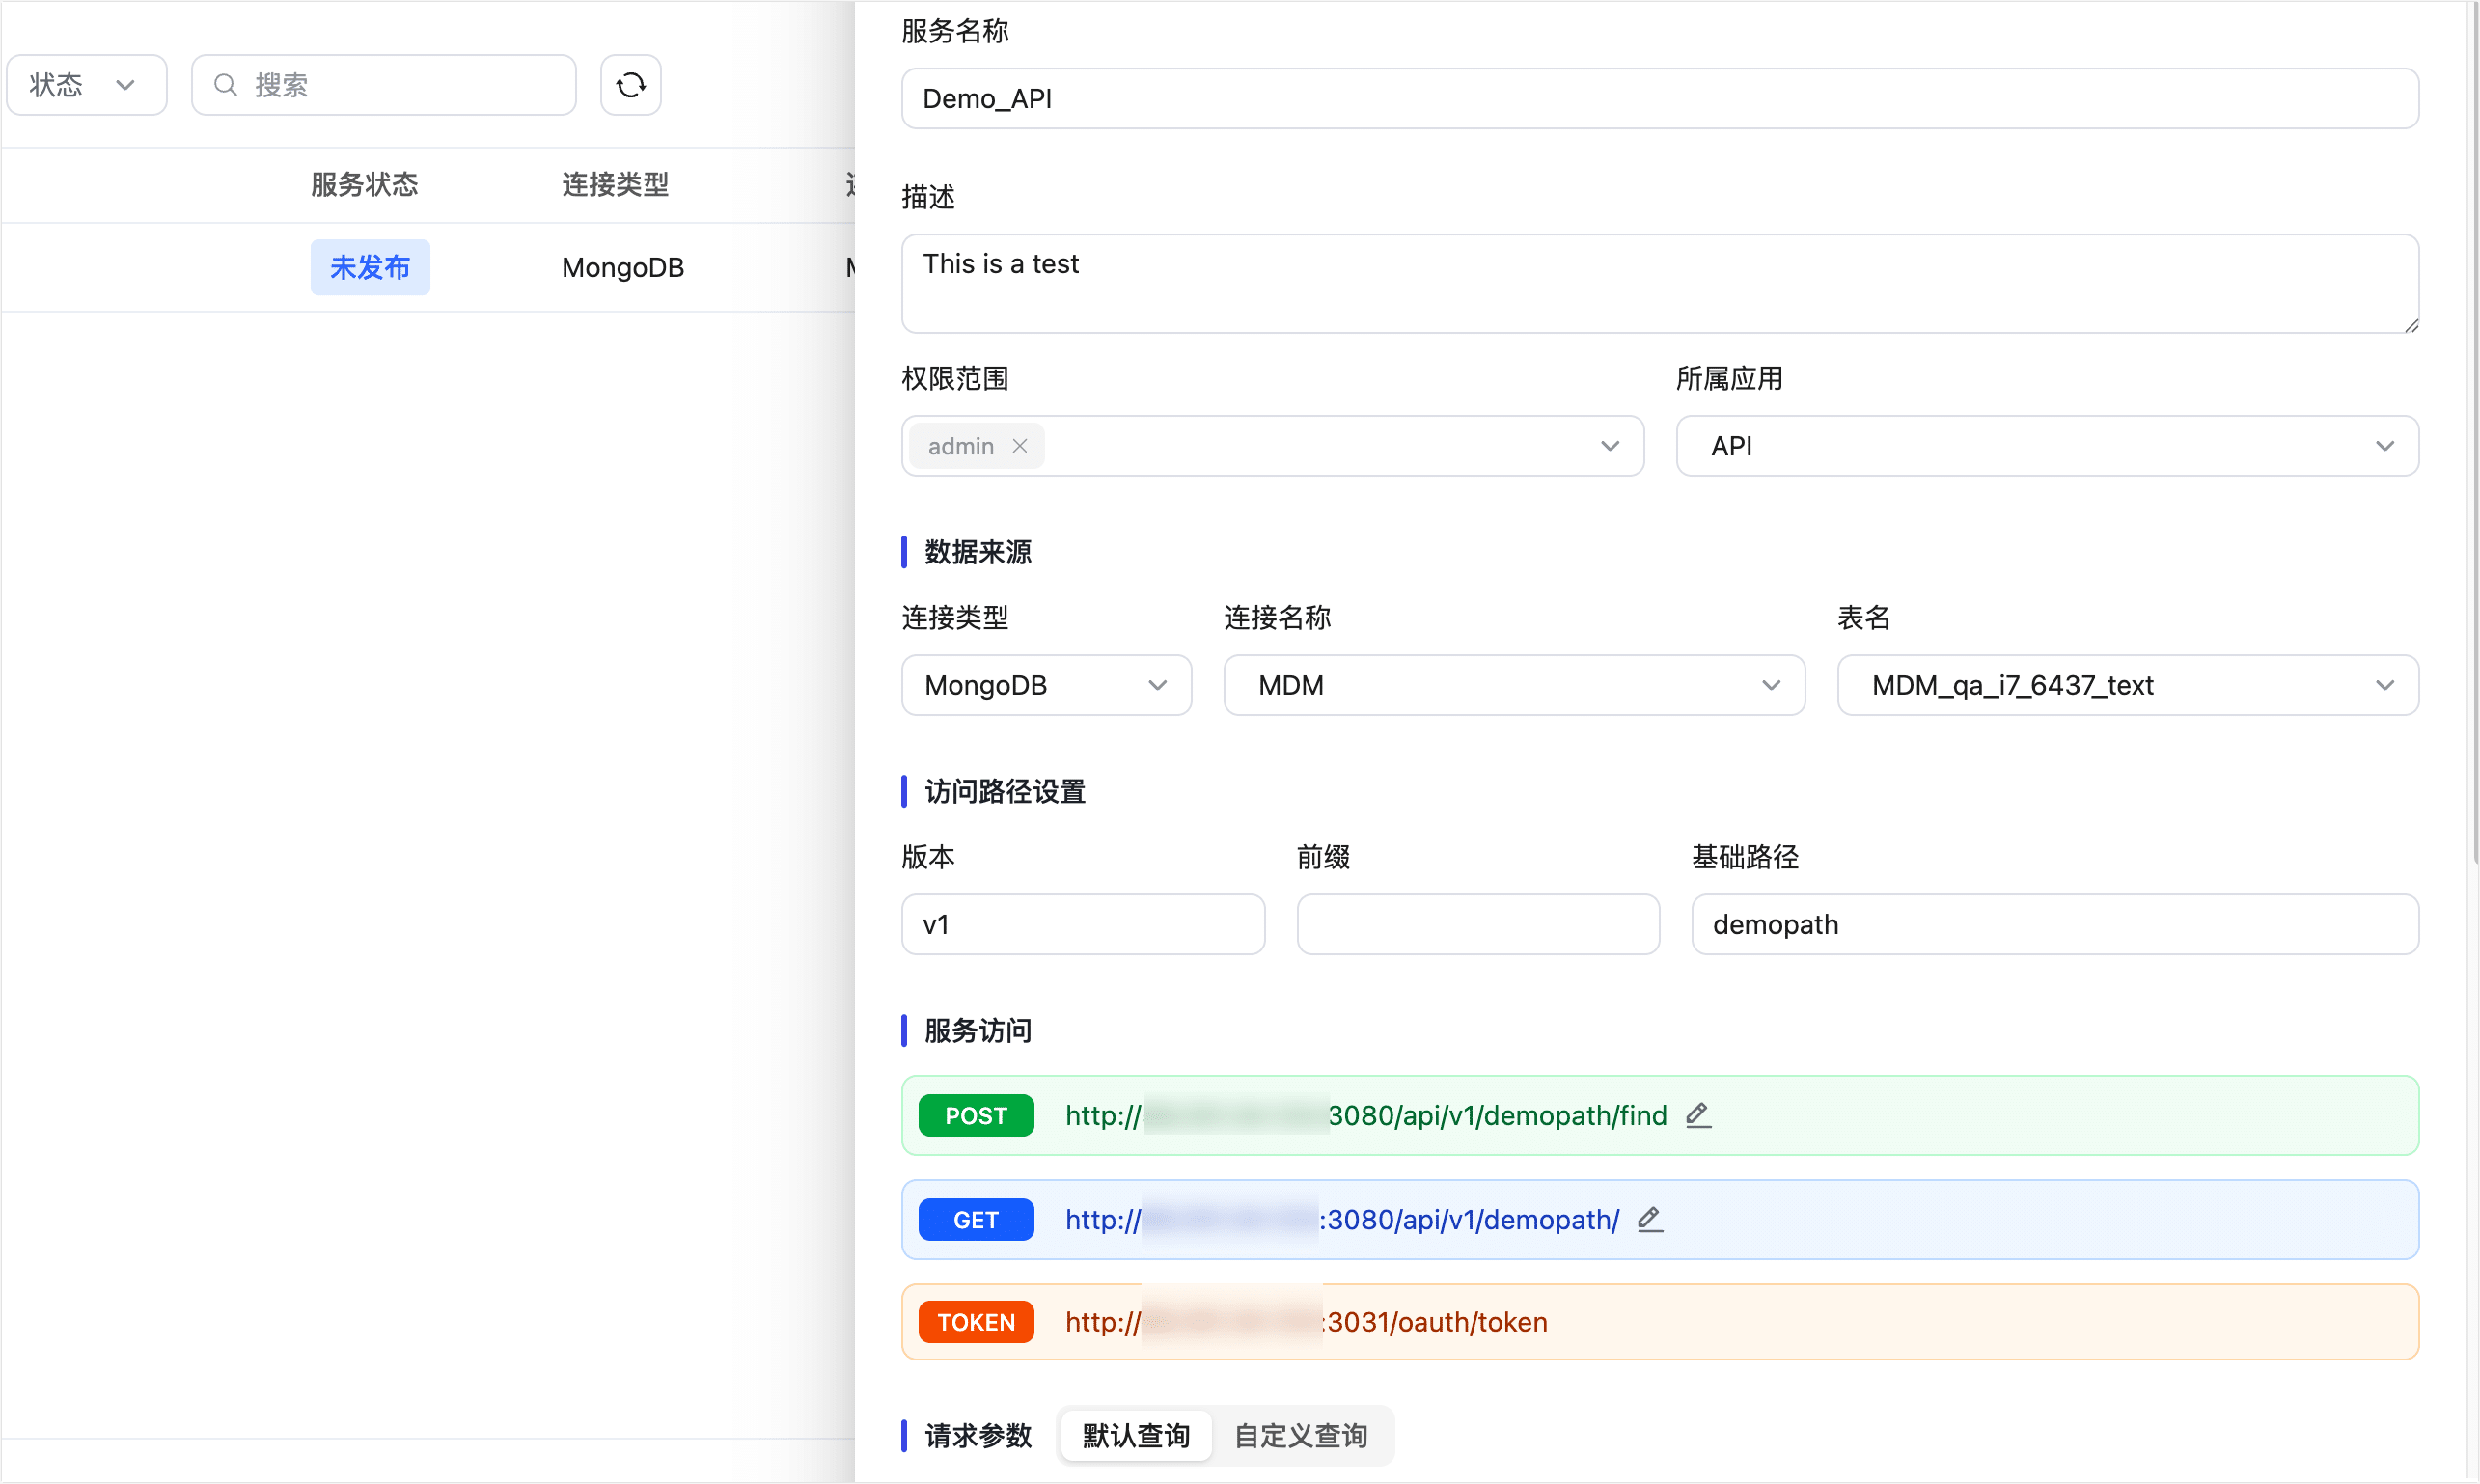 状态
搜索
服务状态
连接类型
未发布
MongoDB
服务名称
Demo_API
描述
This is a test
权限范围
所属应用
admin
API
数据来源
连接类型
连接名称
表名
MongoDB
MDM
MDM_qa_i7_6437_text
访问路径设置
版本
前缀
基础路径
v1
demopath
服务访问
POST
http:// 3080/api/v1/demopath/find
GET
http:// :3080/api/v1/demopath/
TOKEN
http:// :3031/oauth/token
请求参数
默认查询
自定义查询